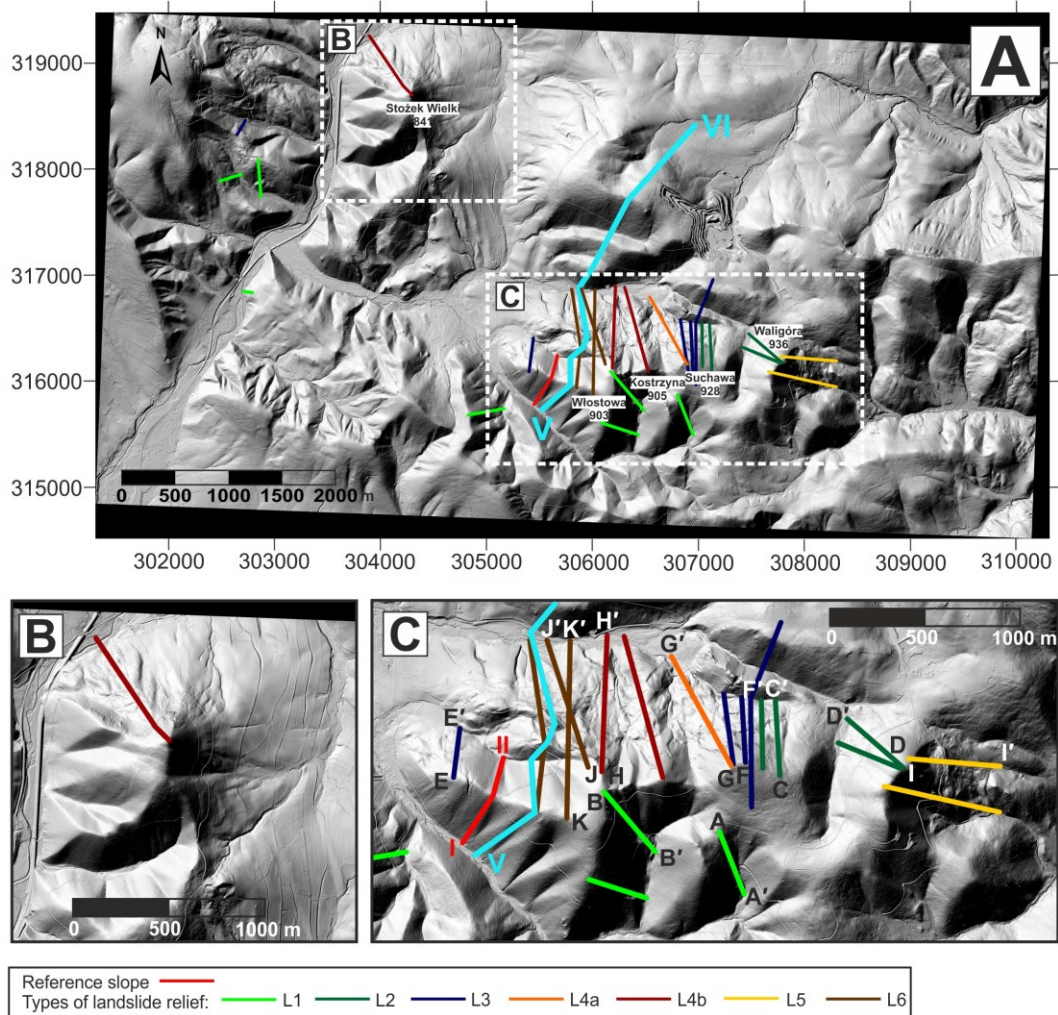 A
N
B
319000
Stożek Wielki
841
VI
318000
317000
C
Waligóra
936
316000
Kostrzyna
905
Suchawa
928
Włostowa
903
V
315000
0 500 1000 1500 2000 m
302000 303000 304000 305000 306000 307000 308000 309000 310000
B
0 500 1000 m
C
0 500 1000 m
J' K' H'
G'
E'
F' C'
D'
II
D
I'
I
E
J H
G F C
B
K
A
I
V
B'
A'
Reference slope
Types of landslide relief: L1 L2 L3 L4a L4b L5 L6